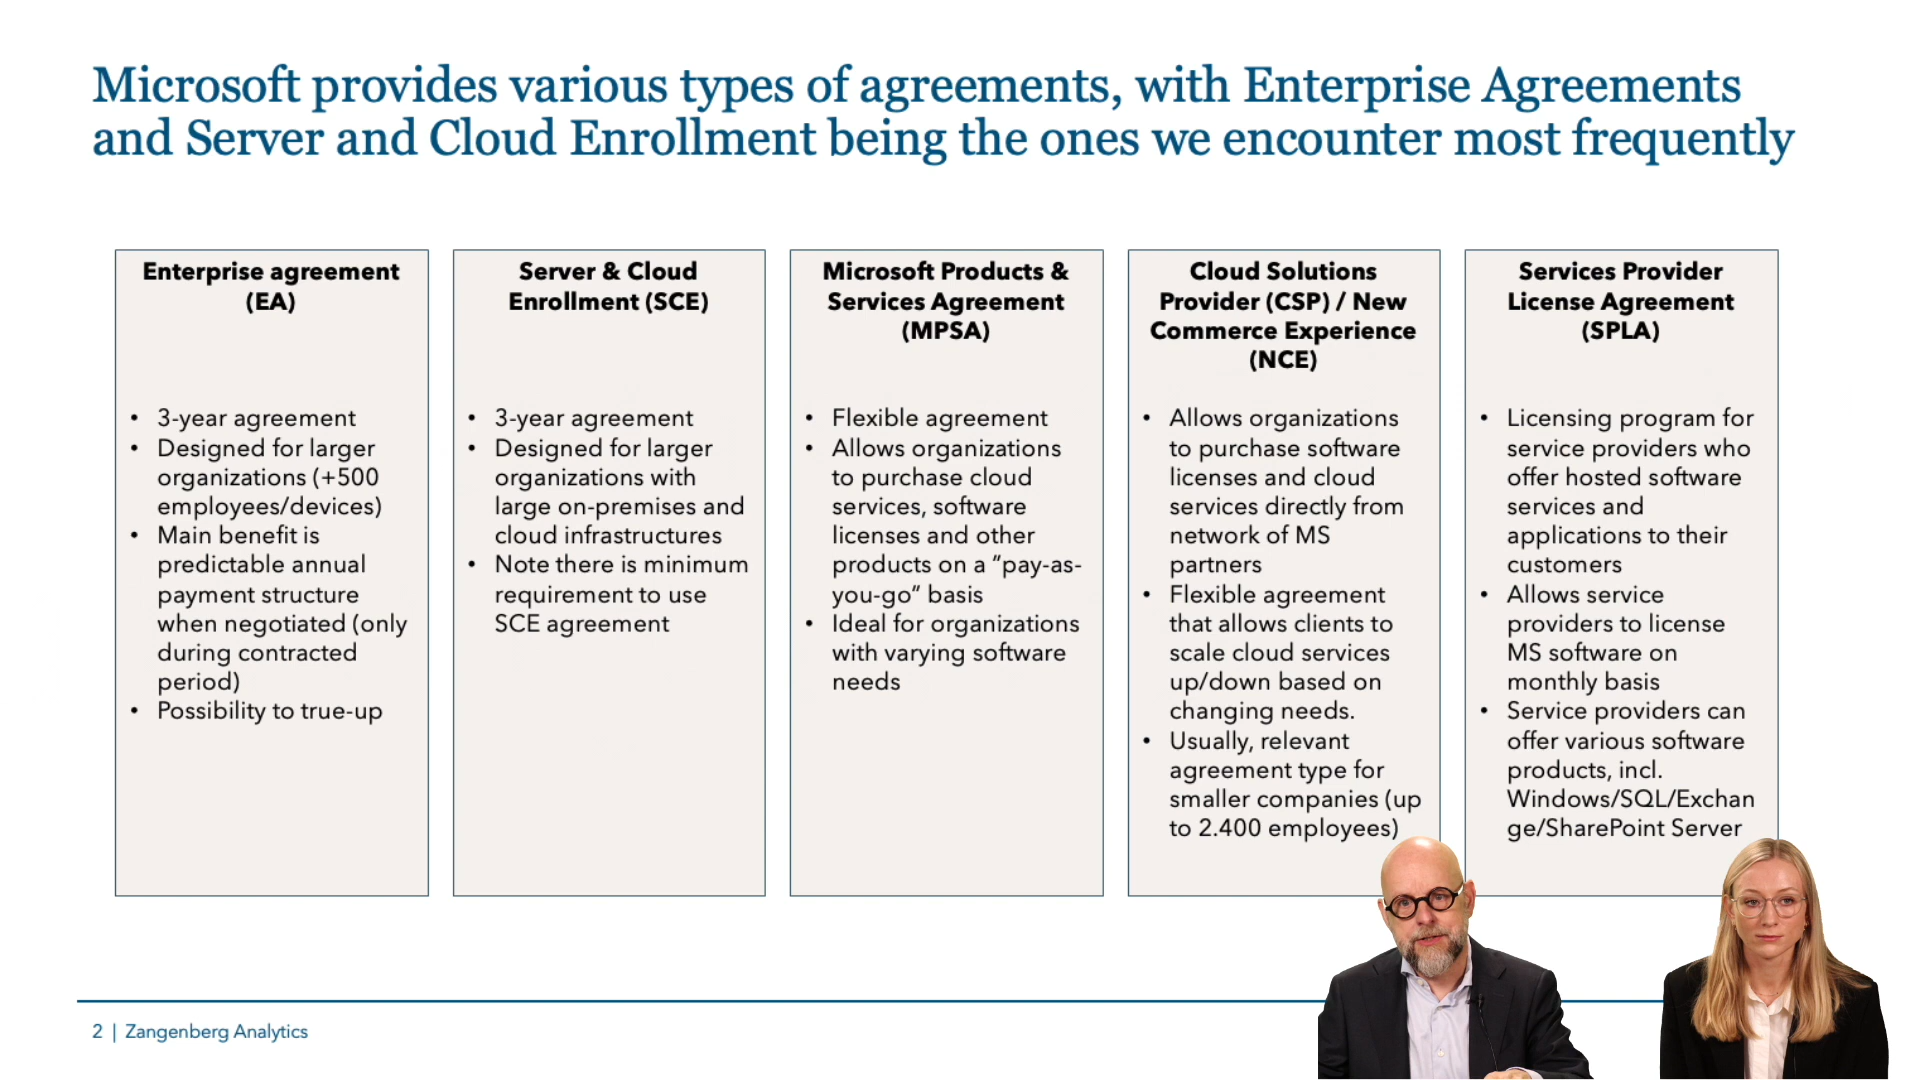 Microsoft provides various types of agreements, with Enterprise Agreements
and Server and Cloud Enrollment being the ones we encounter most frequently
Enterprise agreement
(EA)
• 3-year agreement
• Designed for larger
organizations (+500
employees/devices)
• Main benefit is
predictable annual
payment structure
when negotiated (only
during contracted
period)
• Possibility to true-up
Server & Cloud
Enrollment (SCE)
• 3-year agreement
• Designed for larger
organizations with
large on-premises and
cloud infrastructures
• Note there is minimum
requirement to use
SCE agreement
Microsoft Products &
Services Agreement
(MPSA)
• Flexible agreement
• Allows organizations
to purchase cloud
services, software
licenses and other
products on a “pay-as-
you-go” basis
• Ideal for organizations
with varying software
needs
Cloud Solutions
Provider (CSP) / New
Commerce Experience
(NCE)
• Allows organizations
to purchase software
licenses and cloud
services directly from
network of MS
partners
• Flexible agreement
that allows clients to
scale cloud services
up/down based on
changing needs.
• Usually, relevant
agreement type for
smaller companies (up
to 2.400 employees)
Services Provider
License Agreement
(SPLA)
• Licensing program for
service providers who
offer hosted software
services and
applications to their
customers
• Allows service
providers to license
MS software on
monthly basis
• Service providers can
offer various software
products, incl.
Windows/SQL/Exchan
ge/SharePoint Server
2 | Zangenberg Analytics